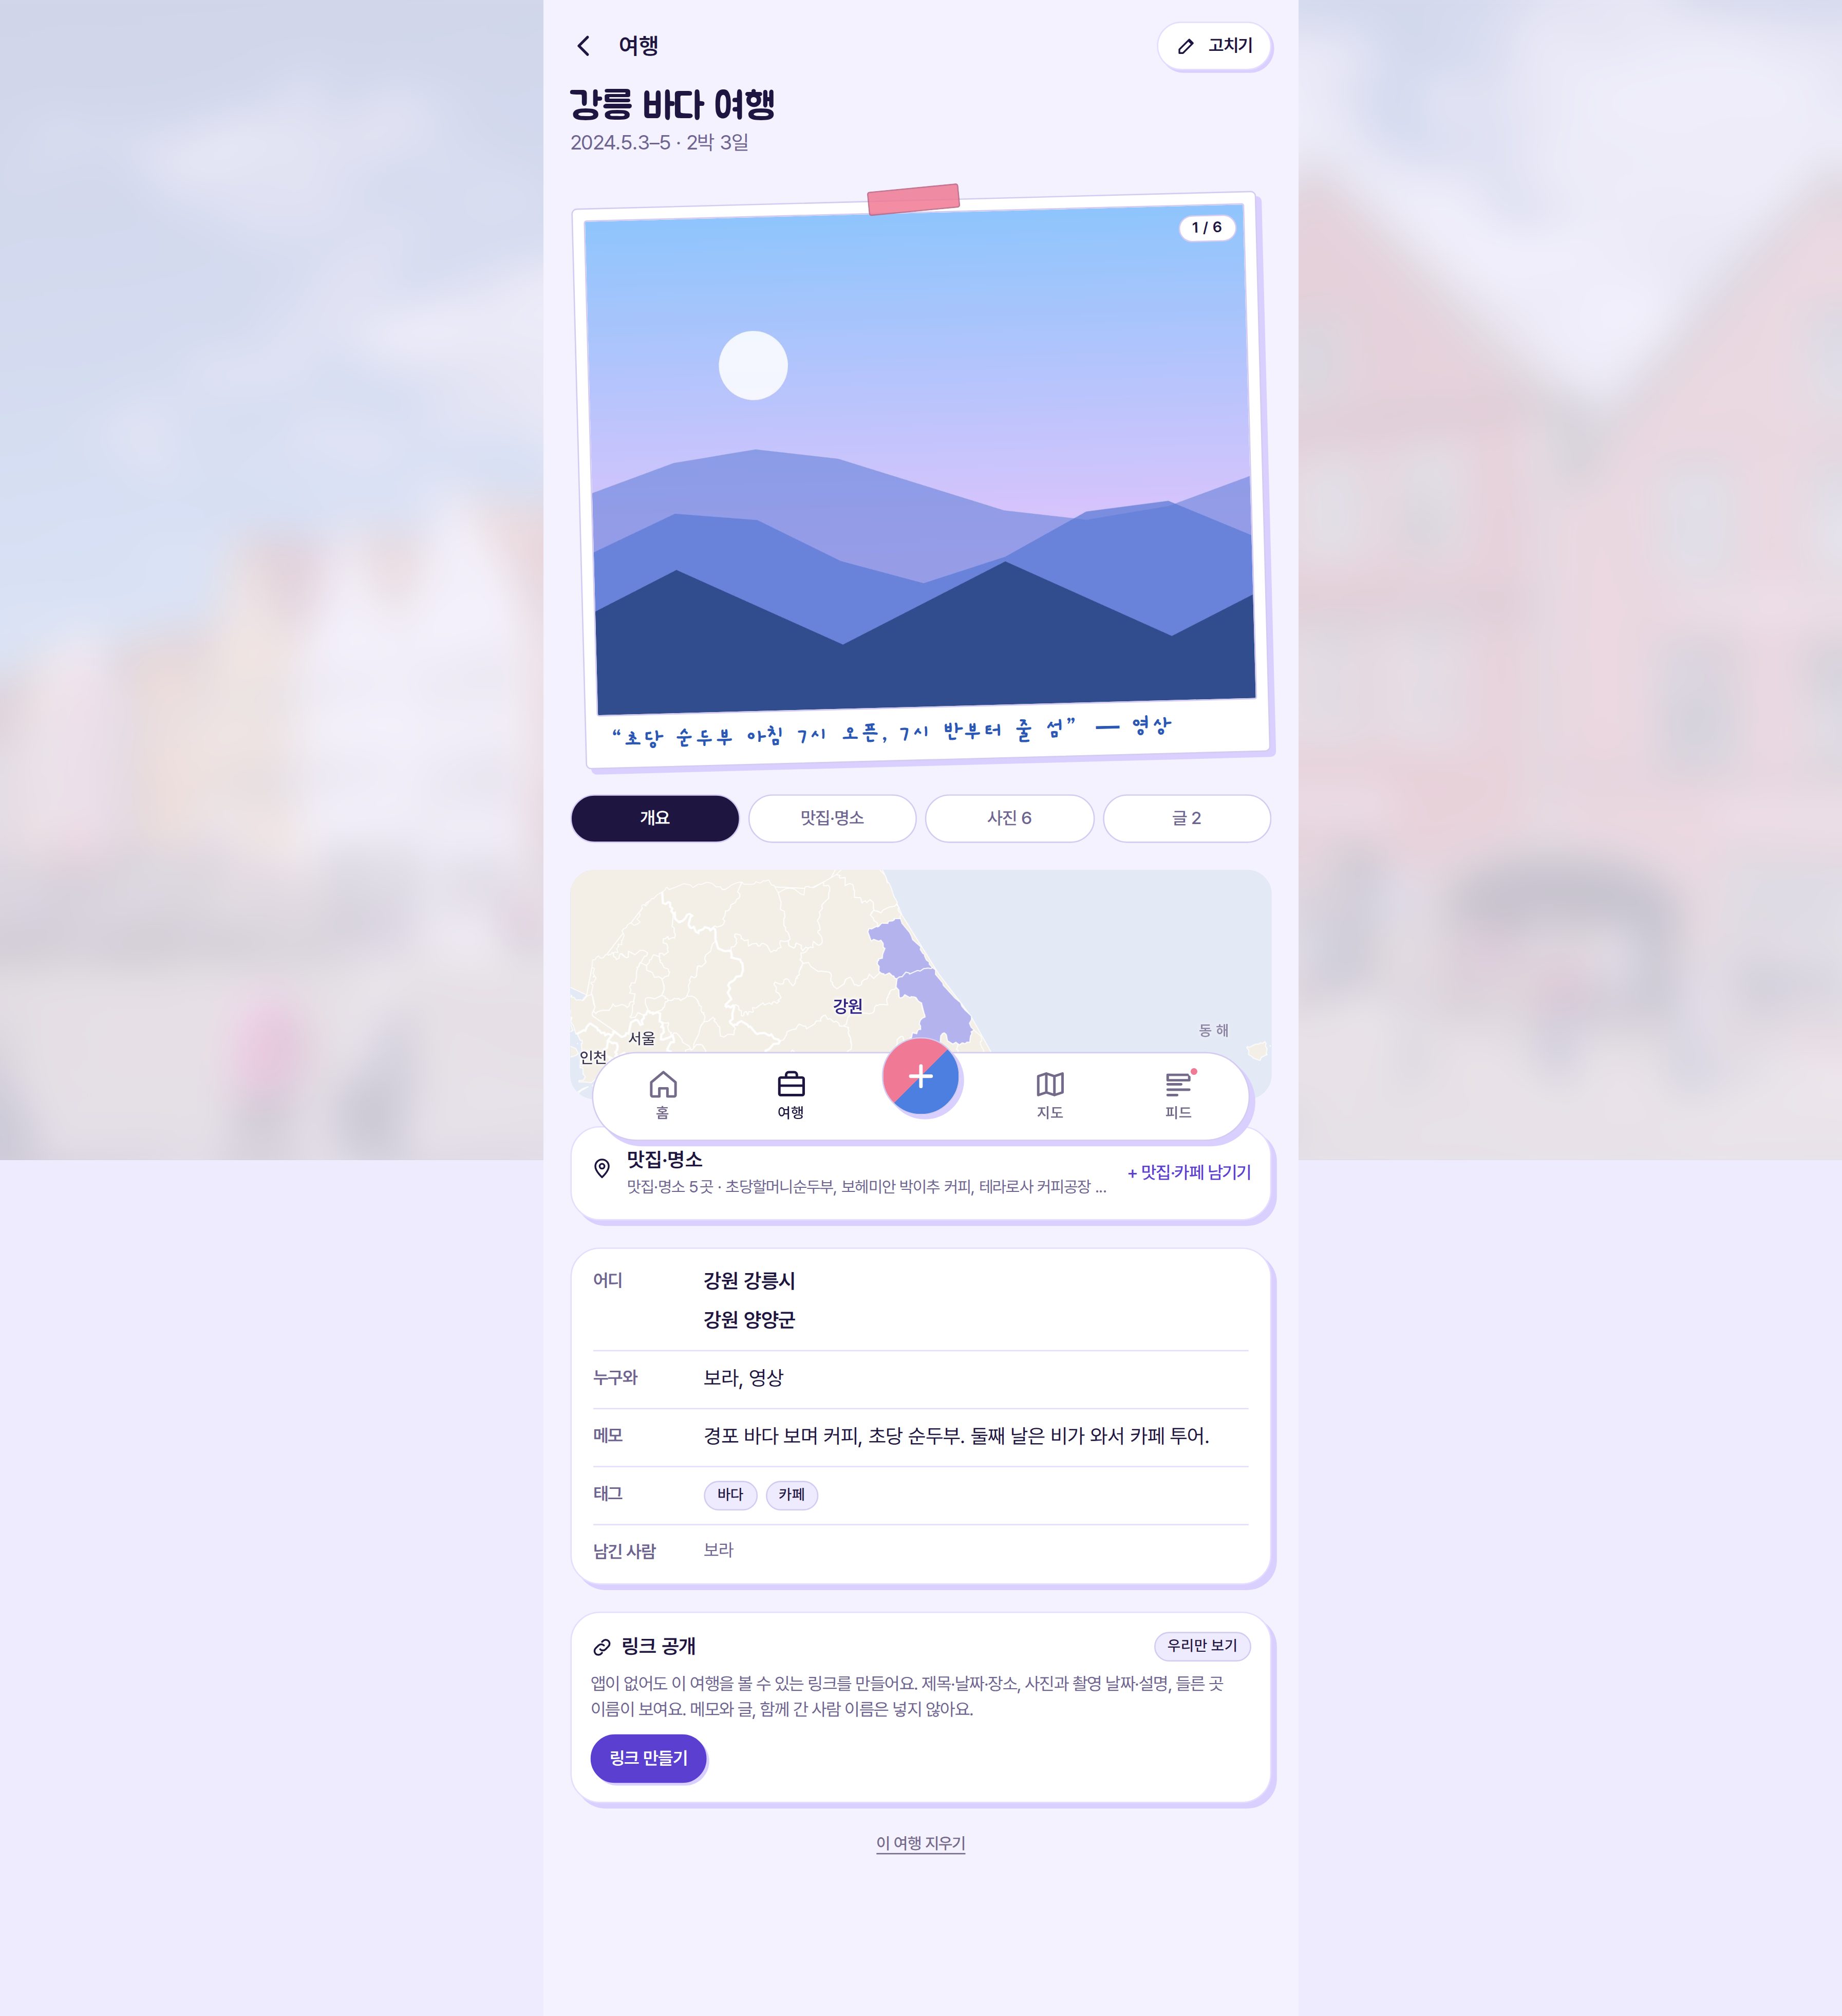 여행
고치기
강릉 바다 여행
2024.5.3–5 · 2박 3일
1 / 6
“초당 순두부 아침 7시 오픈, 7시 반부터 줄 섬” — 영상
개요
맛집·명소
사진 6
글 2
강원
서울
인천
동 해
홈
여행
지도
피드
맛집·명소
맛집·명소 5곳 · 초당할머니순두부, 보헤미안 박이추 커피, 테라로사 커피공장 ...
+ 맛집·카페 남기기
어디
강원 강릉시
강원 양양군
누구와
보라, 영상
메모
경포 바다 보며 커피, 초당 순두부. 둘째 날은 비가 와서 카페 투어.
태그
바다
카페
남긴 사람
보라
링크 공개
우리만 보기
앱이 없어도 이 여행을 볼 수 있는 링크를 만들어요. 제목·날짜·장소, 사진과 촬영 날짜·설명, 들른 곳
이름이 보여요. 메모와 글, 함께 간 사람 이름은 넣지 않아요.
링크 만들기
이 여행 지우기